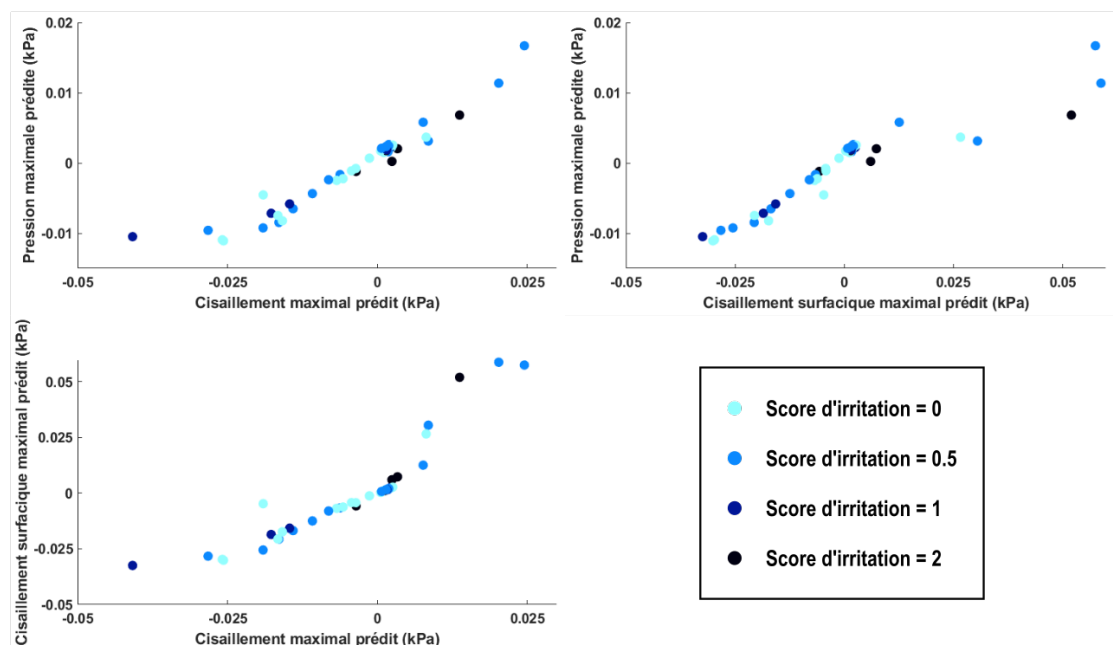 Pression maximale prédite (kPa)
0.02
0.01
0
-0.01
-0.05
-0.025
0
0.025
Cisaillement maximal prédit (kPa)
Pression maximale prédite (kPa)
0.02
0.01
0
-0.01
-0.05
-0.025
0
0.025
0.05
Cisaillement surfacique maximal prédit (kPa)
Cisaillement surfacique maximal prédit (kPa)
0.05
0.025
0
-0.025
-0.05
-0.05
-0.025
0
0.025
Cisaillement maximal prédit (kPa)
Score d'irritation = 0
Score d'irritation = 0.5
Score d'irritation = 1
Score d'irritation = 2